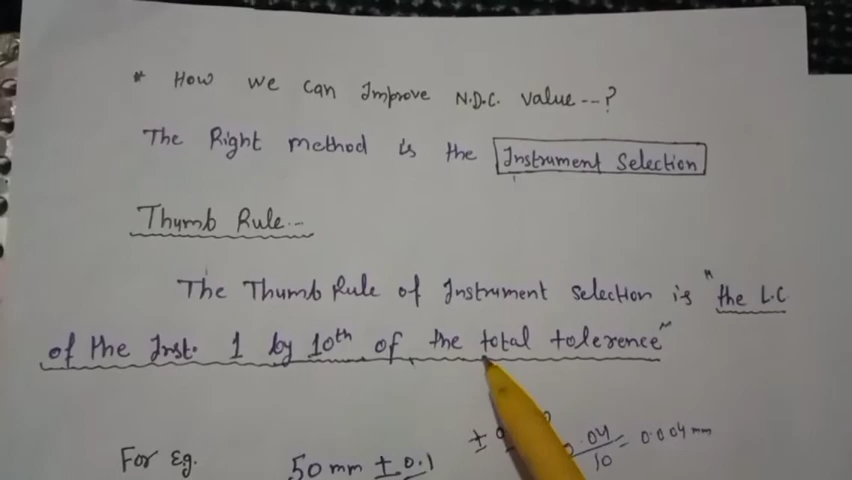 * How we can Improve N.D.C. value---?
The Right method is the Instrument Selection
Thumb Rule...
The Thumb Rule of Instrument selection is "the L.C
of the Inst. 1 by 10th of the total tolerence"
For Eg. 50mm ± 0.1 ± 0.04/10 = 0.004 mm